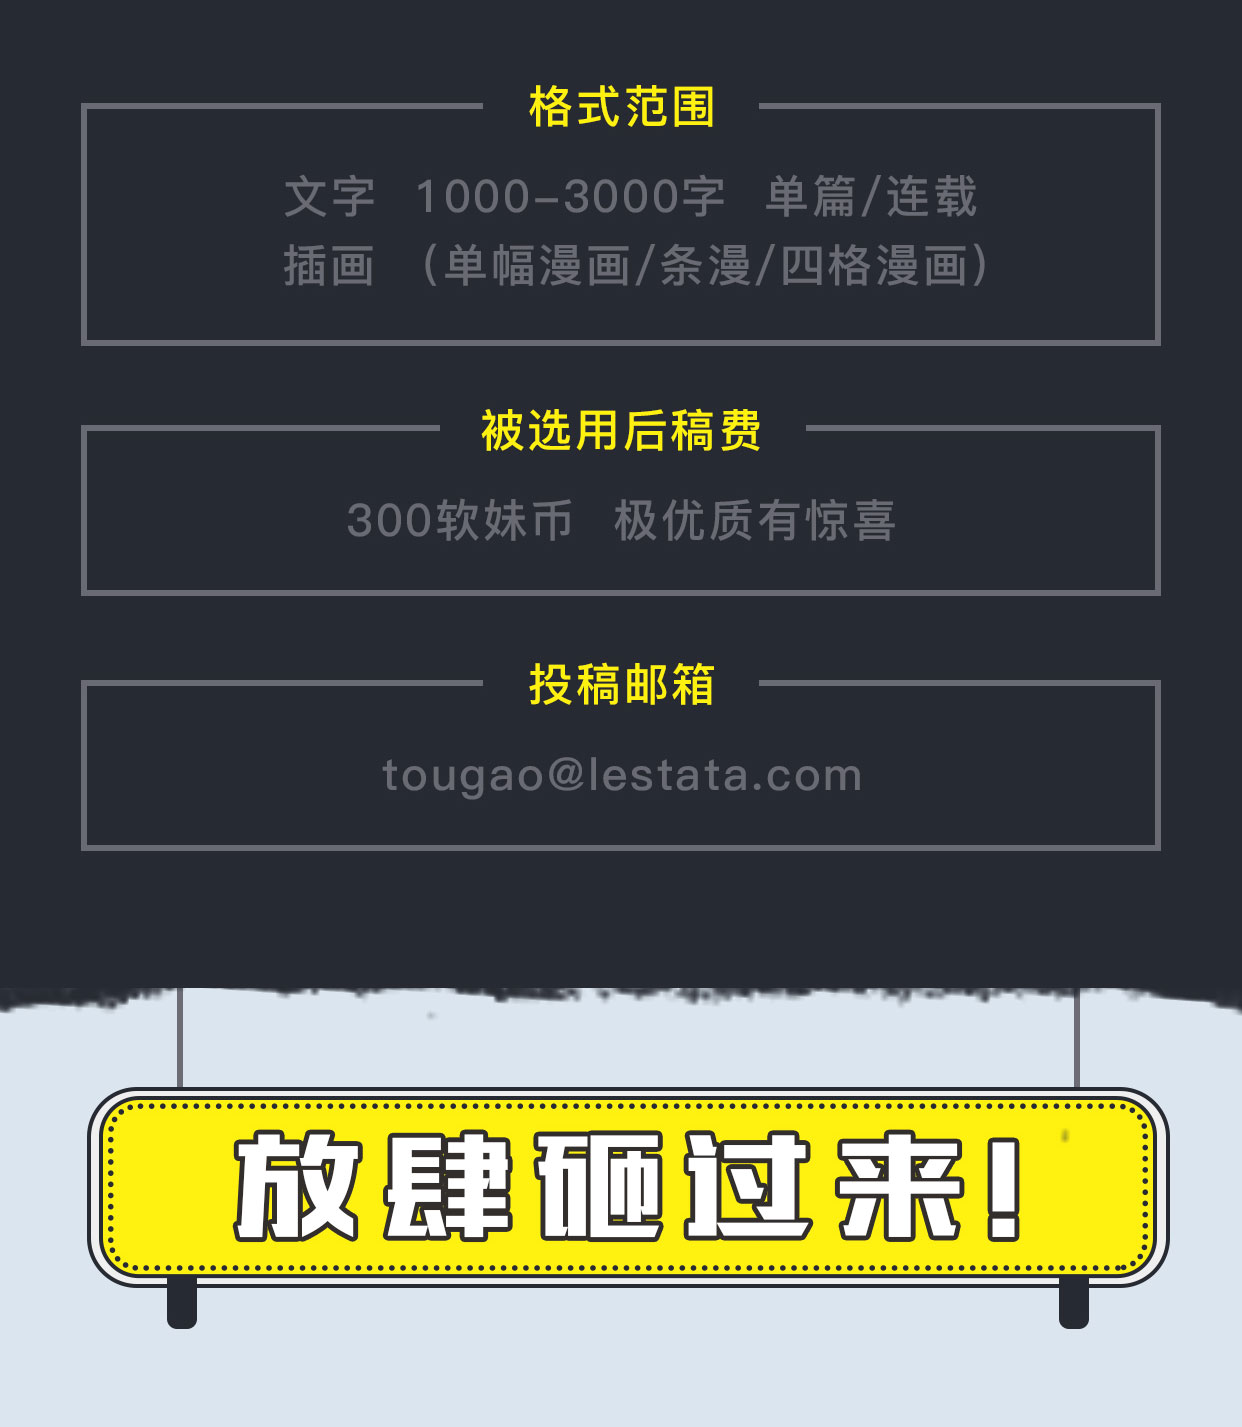 格式范围
文字 1000-3000字 单篇/连载
插画 （单幅漫画/条漫/四格漫画）
被选用后稿费
300软妹币 极优质有惊喜
投稿邮箱
tougao@lestata.com
放肆砸过来！